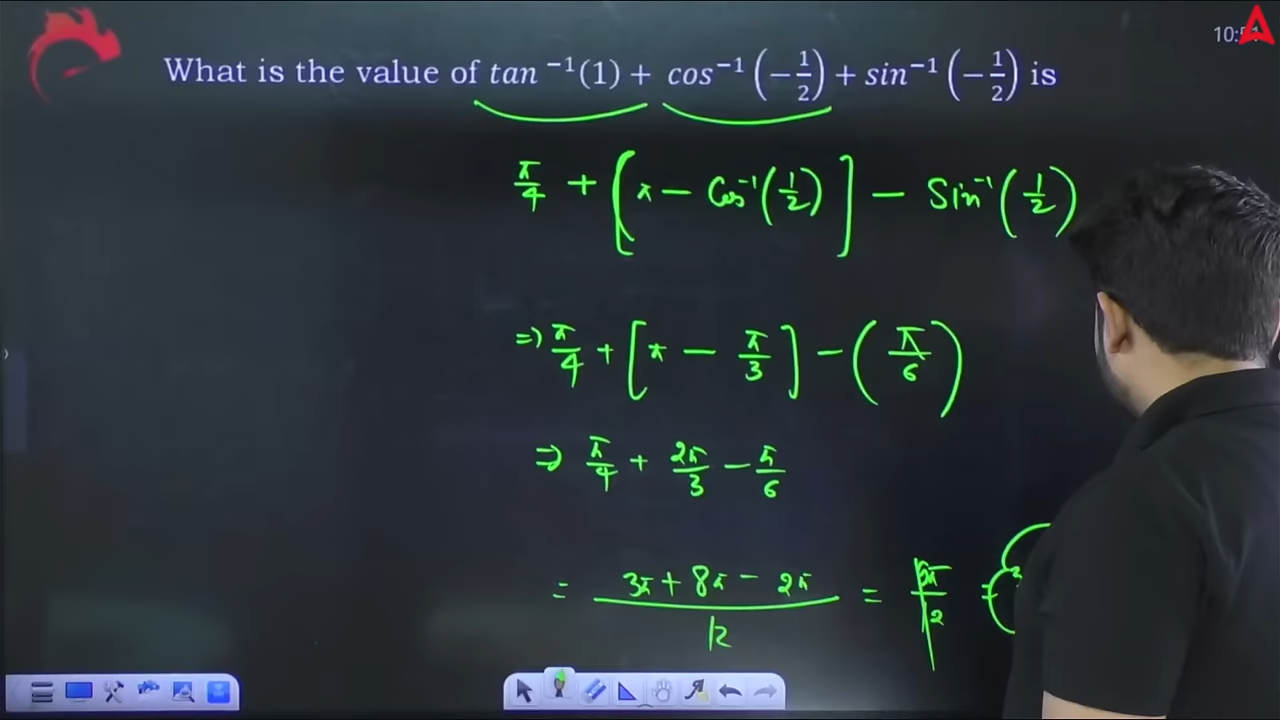 10:5
What is the value of tan⁻¹(1) + cos⁻¹(−1/2) + sin⁻¹(−1/2) is
π/4 + [π − Cos⁻¹(1/2)] − Sin⁻¹(1/2)
⇒ π/4 + [π − π/3] − (π/6)
⇒ π/4 + 2π/3 − π/6
= 3π + 8π − 2π / 12 = 9π/12 =